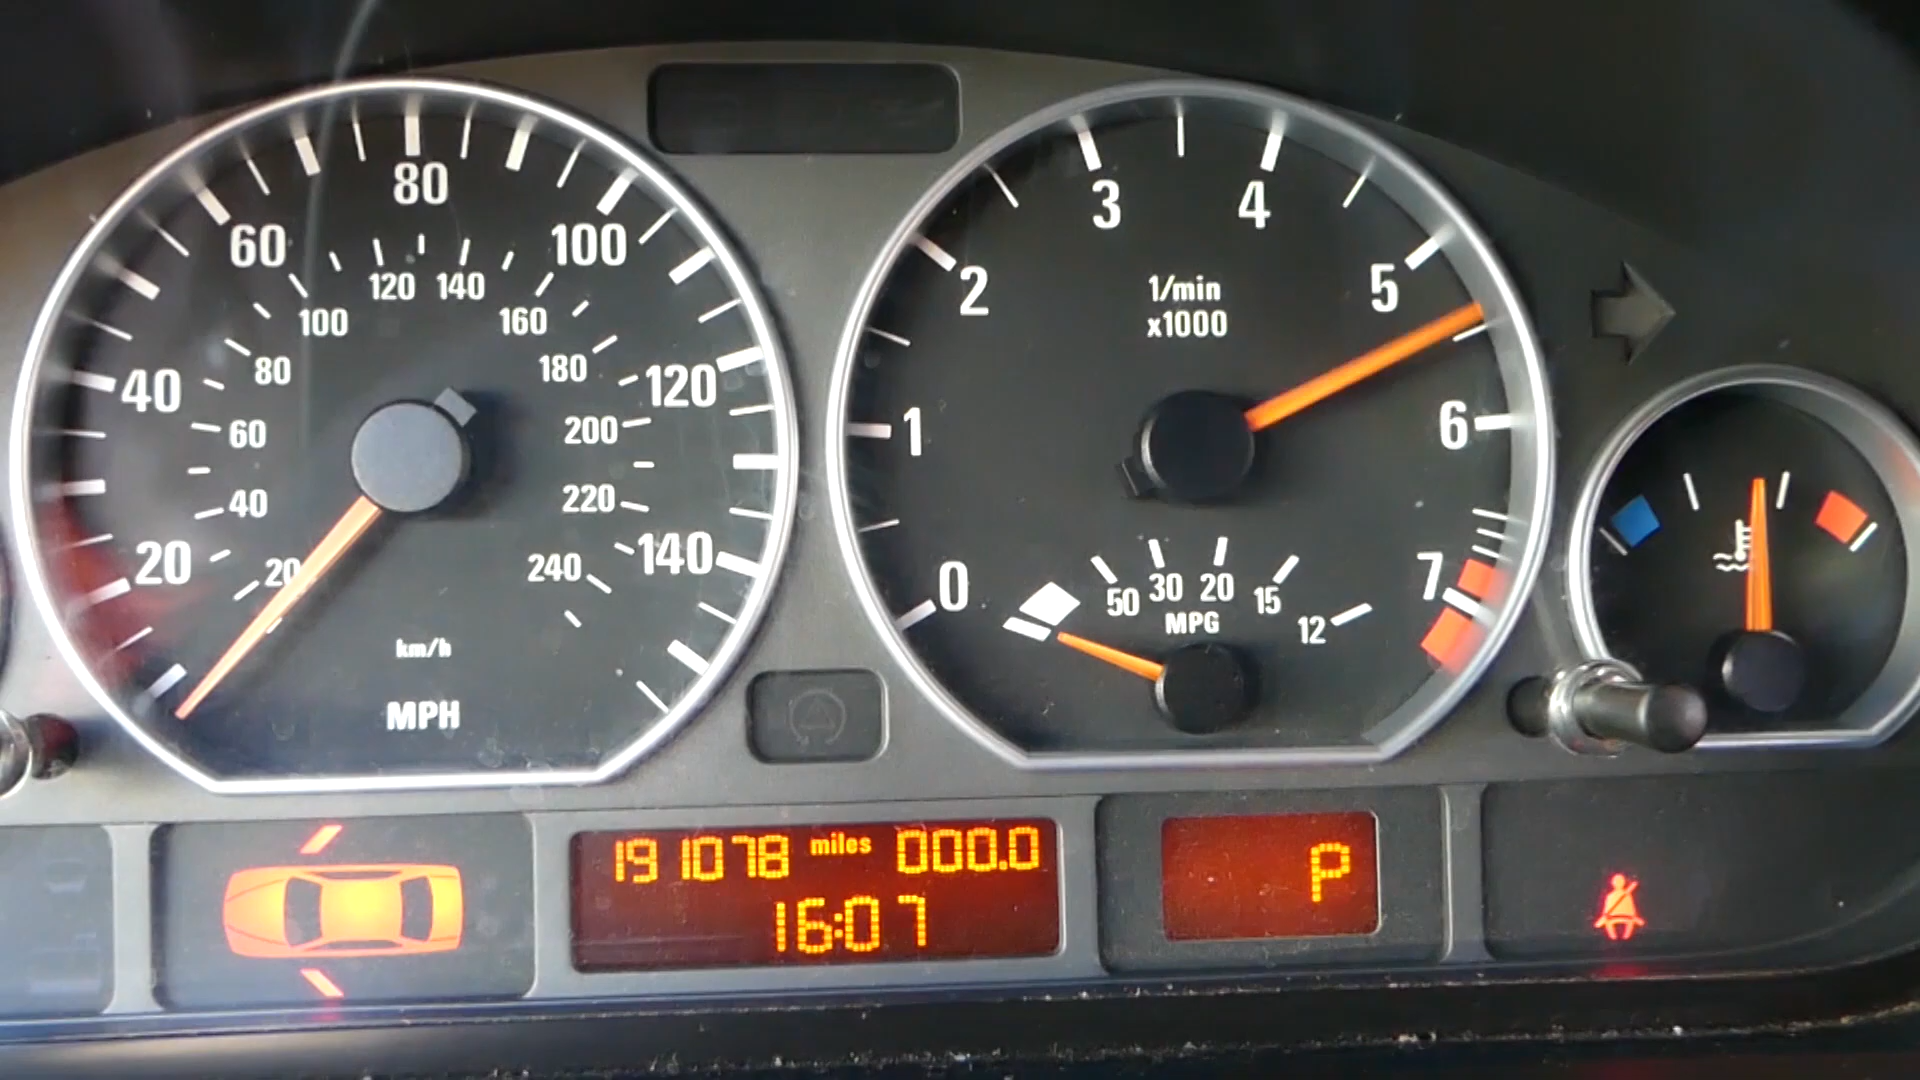 80
60 100
120 140
100 160
80 180
40 120
60 200
40 220
20 140
20 240
km/h
MPH
3 4
2 5
1/min
x1000
1 6
0 7
50 30 20 15 12
MPG
191078 miles 000.0
16:07
P